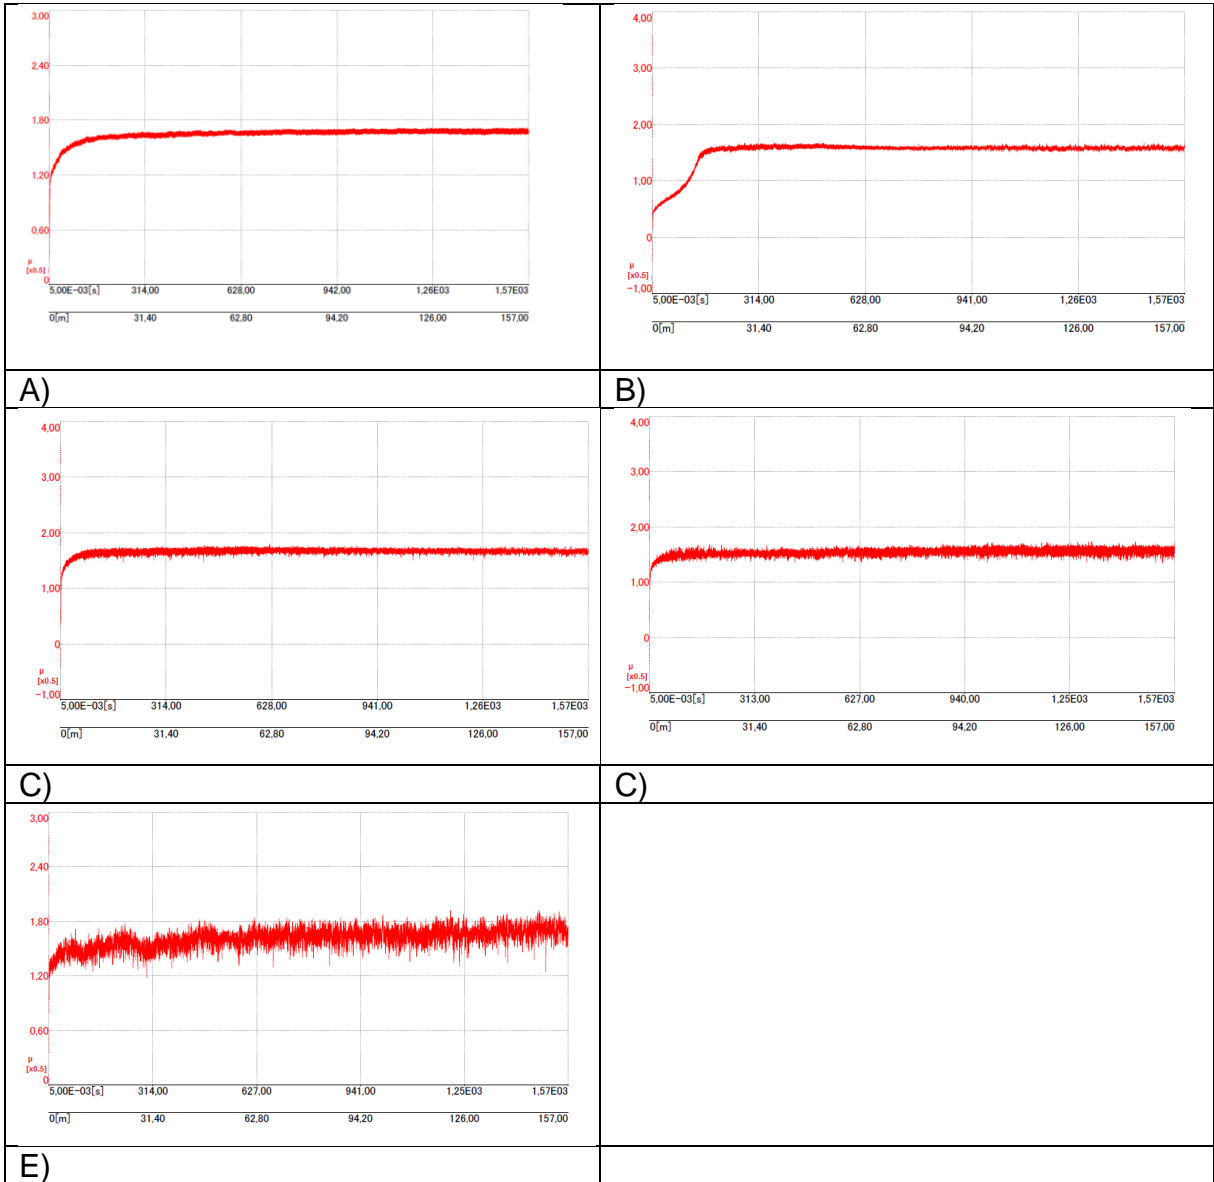 3,00
2,40
1,80
1,20
0,60
μ
[x0.5]
0
5,00E-03[s] 314,00 628,00 942,00 1,26E03 1,57E03
0[m] 31,40 62,80 94,20 126,00 157,00
A)
4,00
3,00
2,00
1,00
0
μ
[x0.5]
-1,00
5,00E-03[s] 314,00 628,00 941,00 1,26E03 1,57E03
0[m] 31,40 62,80 94,20 126,00 157,00
B)
4,00
3,00
2,00
1,00
0
μ
[x0.5]
-1,00
5,00E-03[s] 314,00 628,00 941,00 1,26E03 1,57E03
0[m] 31,40 62,80 94,20 126,00 157,00
C)
4,00
3,00
2,00
1,00
0
μ
[x0.5]
-1,00
5,00E-03[s] 313,00 627,00 940,00 1,25E03 1,57E03
0[m] 31,40 62,80 94,20 126,00 157,00
C)
3,00
2,40
1,80
1,20
0,60
μ
[x0.5]
0
5,00E-03[s] 314,00 627,00 941,00 1,25E03 1,57E03
0[m] 31,40 62,80 94,20 126,00 157,00
E)